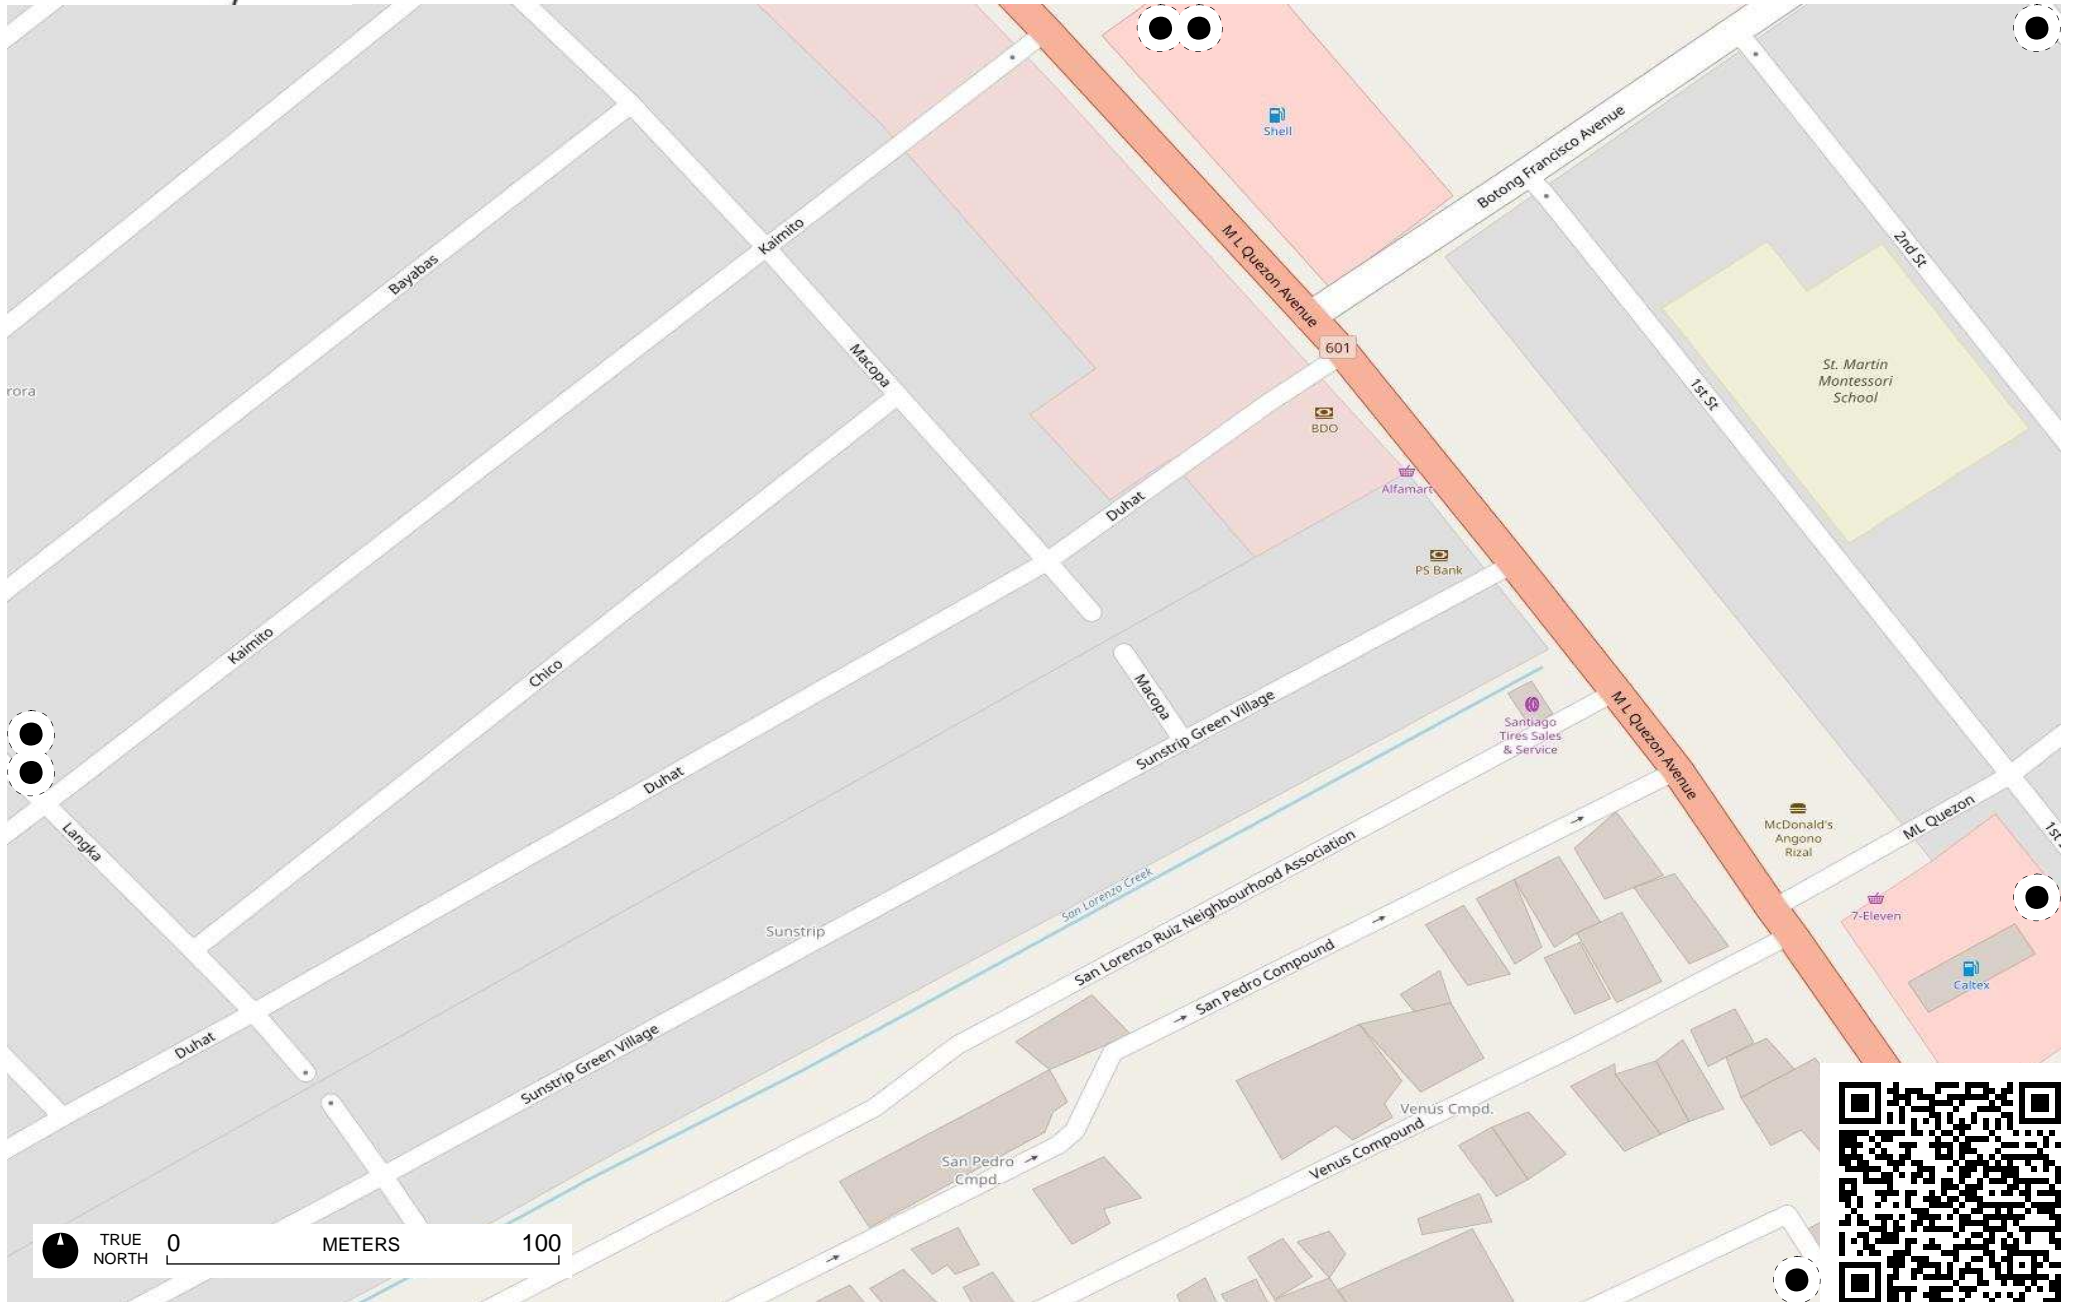 Shell
Botong Francisco Avenue
2nd St
Kaimito
Bayabas
M L Quezon Avenue
601
Macopa
rora
St. Martin
Montessori
School
1st St
BDO
Alfamart
Duhat
PS Bank
Kaimito
Chico
Macopa
Sunstrip Green Village
Santiago
Tires Sales
& Service
M L Quezon Avenue
Duhat
Langka
McDonald's
Angono
Rizal
ML Quezon
1st
San Lorenzo Creek
San Lorenzo Ruiz Neighbourhood Association
7-Eleven
Sunstrip
San Pedro Compound
Caltex
Duhat
Sunstrip Green Village
Venus Cmpd.
Venus Compound
San Pedro
Cmpd.
TRUE
NORTH
0 METERS 100